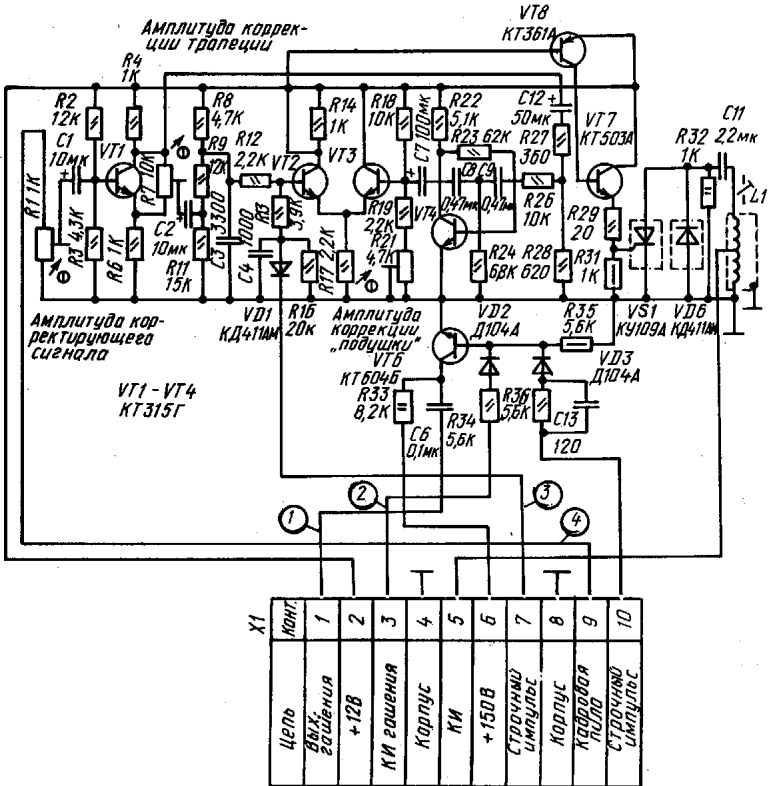 Амплитуда коррек-
ции трапеции
VT8
КТ361А
R4
1К
R2
12К
C1
10мк
VT1
R7 10К
R8
4,7К
R9
12К
R12
2,2К
VT2
R14
1К
VT3
R18
10К
C7 100мк
R22
5,1К
R23 62К
C8
0,47мк
C9
0,47мк
C12
50мк
R27
360
VT7
КТ503А
R32
1К
C11
2,2мк
L1
R1 1К
R3 4,3К
R6 1К
C2
10мк
R11
15К
C3 3300
C4 1000
3,9К
R17 2,2К
R19
22К
R21
4,7К
VT4
R24
68К
R26
10К
R28
620
R29
20
R31
1К
①
①
①
Амплитуда кор-
ректирующего
сигнала
VD1
КД411АМ
R16
20К
Амплитуда
коррекции
„подушки"
VT6
КТ604Б
VD2
Д104А
R35
5,6К
VD3
Д104А
VS1
КУ109А
VD6
КД411АМ
VT1 - VT4
КТ315Г
R33
8,2К
C6
0,1мк
R34
5,6К
R36
5,6К
C13
120
1
2
3
4
X1
Конт. 1 2 3 4 5 6 7 8 9 10
Цепь
Вых. гашения
+12В
КИ гашения
Корпус
КИ
+150В
Строчный импульс
Корпус
Кадровая пила
Строчный импульс